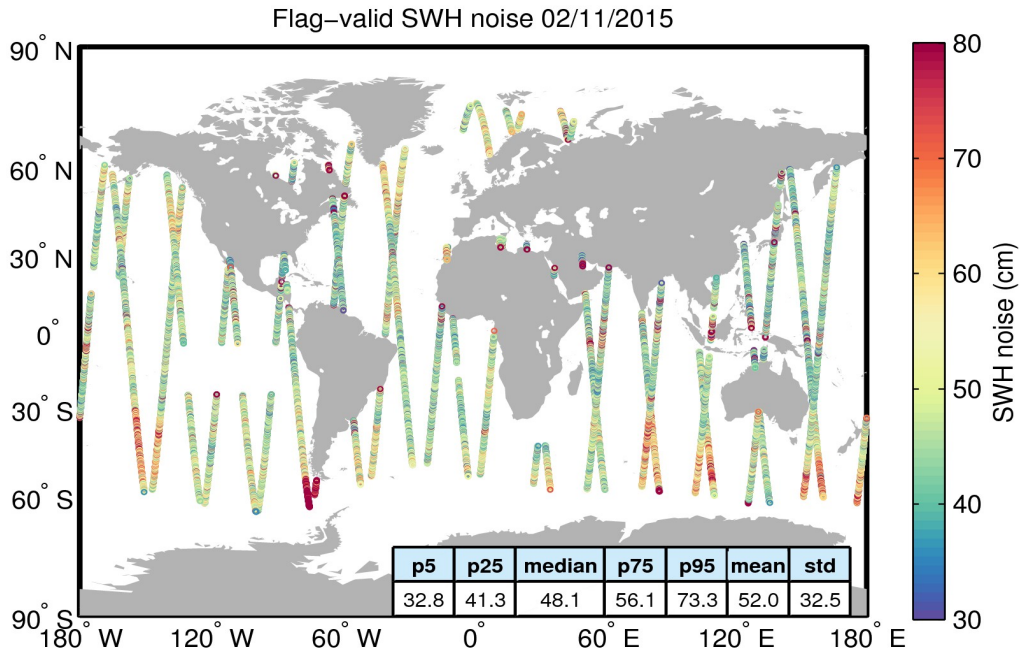 Flag−valid SWH noise 02/11/2015
90° N
60° N
30° N
0°
30° S
60° S
90° S
180° W
120° W
60° W
0°
60° E
120° E
180° E
p5 p25 median p75 p95 mean std
32.8 41.3 48.1 56.1 73.3 52.0 32.5
80
70
60
50
40
30
SWH noise (cm)